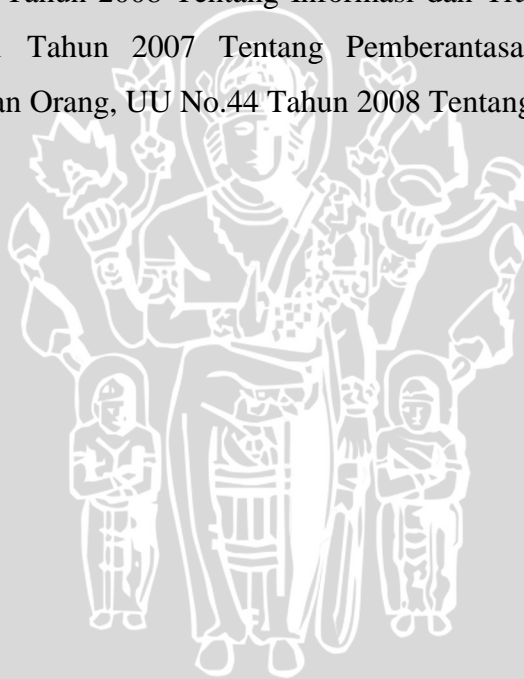 Tahun 2008 Tentang Informasi dan
Tahun 2007 Tentang Pemberantasa
an Orang, UU No.44 Tahun 2008 Tentang